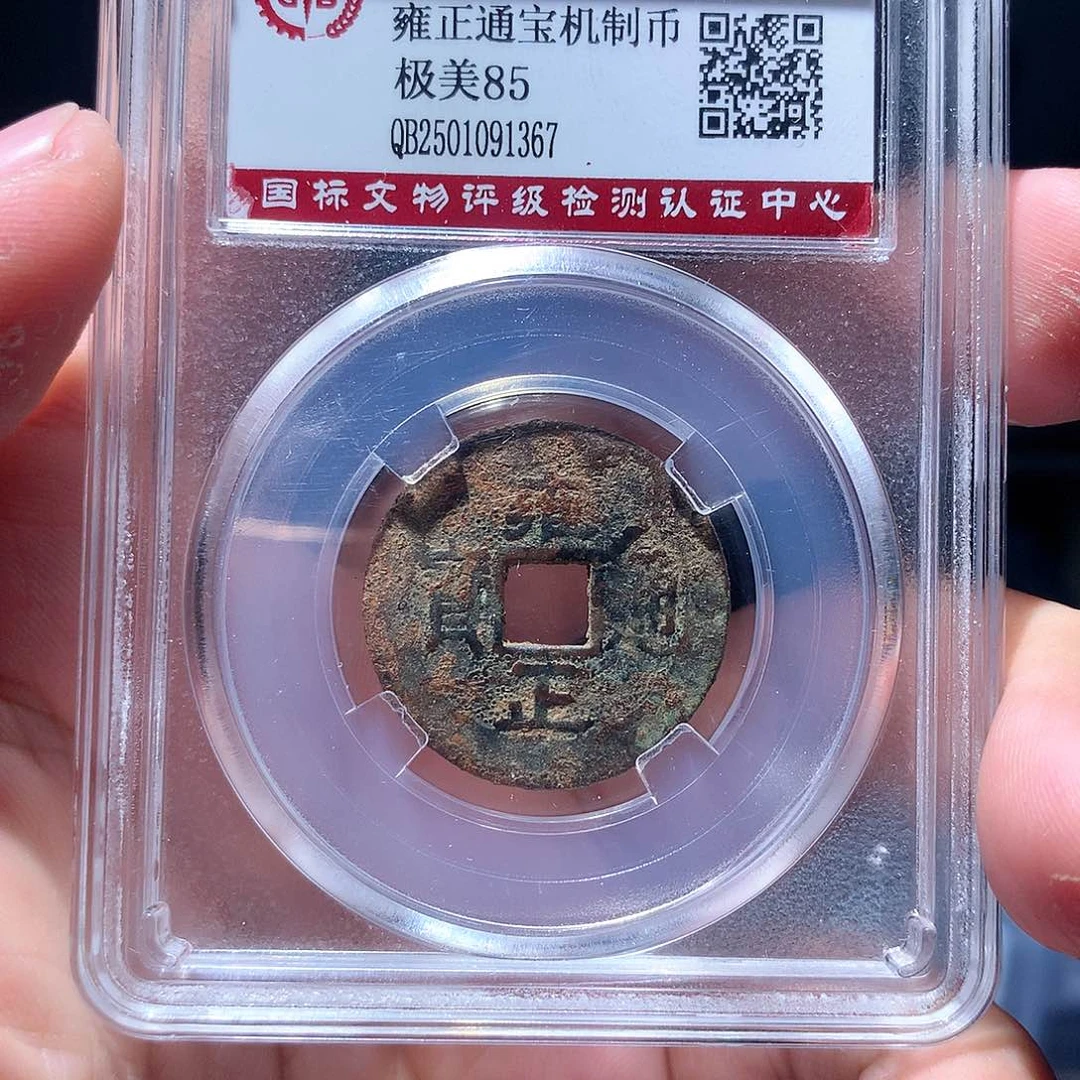 雍正通宝机制币
极美85
QB2501091367
国标文物评级检测认证中心
正